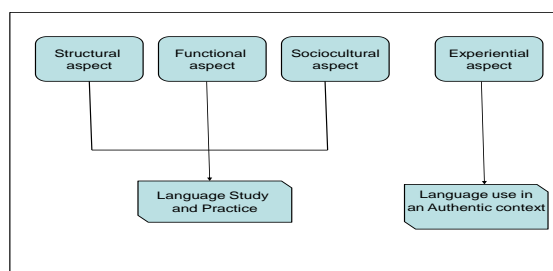 Structural
aspect
Functional
aspect
Sociocultural
aspect
Experiential
aspect
Language Study
and Practice
Language use in
an Authentic context